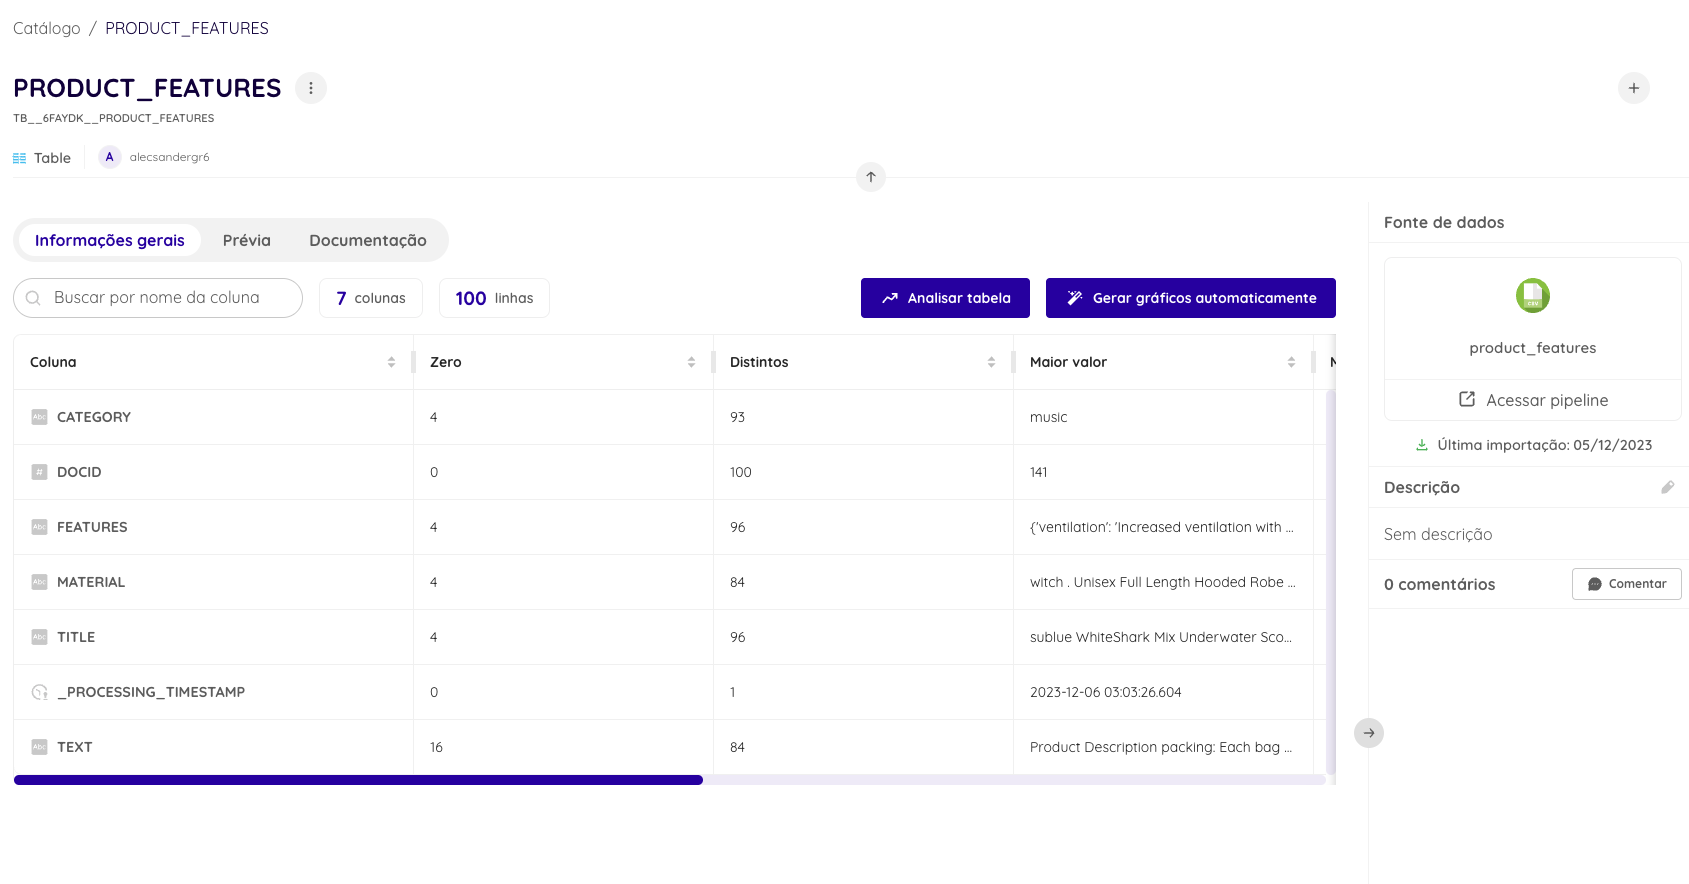 Catálogo / PRODUCT_FEATURES
PRODUCT_FEATURES
TB__6FAYDK__PRODUCT_FEATURES
Table A alecsandergr6
Informações gerais Prévia Documentação
Buscar por nome da coluna 7 colunas 100 linhas Analisar tabela Gerar gráficos automaticamente
Coluna Zero Distintos Maior valor
Abc CATEGORY 4 93 music
# DOCID 0 100 141
Abc FEATURES 4 96 {'ventilation': 'Increased ventilation with ...
Abc MATERIAL 4 84 witch . Unisex Full Length Hooded Robe ...
Abc TITLE 4 96 sublue WhiteShark Mix Underwater Sco...
_PROCESSING_TIMESTAMP 0 1 2023-12-06 03:03:26.604
Abc TEXT 16 84 Product Description packing: Each bag ...
Fonte de dados
CSV
product_features
Acessar pipeline
Última importação: 05/12/2023
Descrição
Sem descrição
0 comentários Comentar